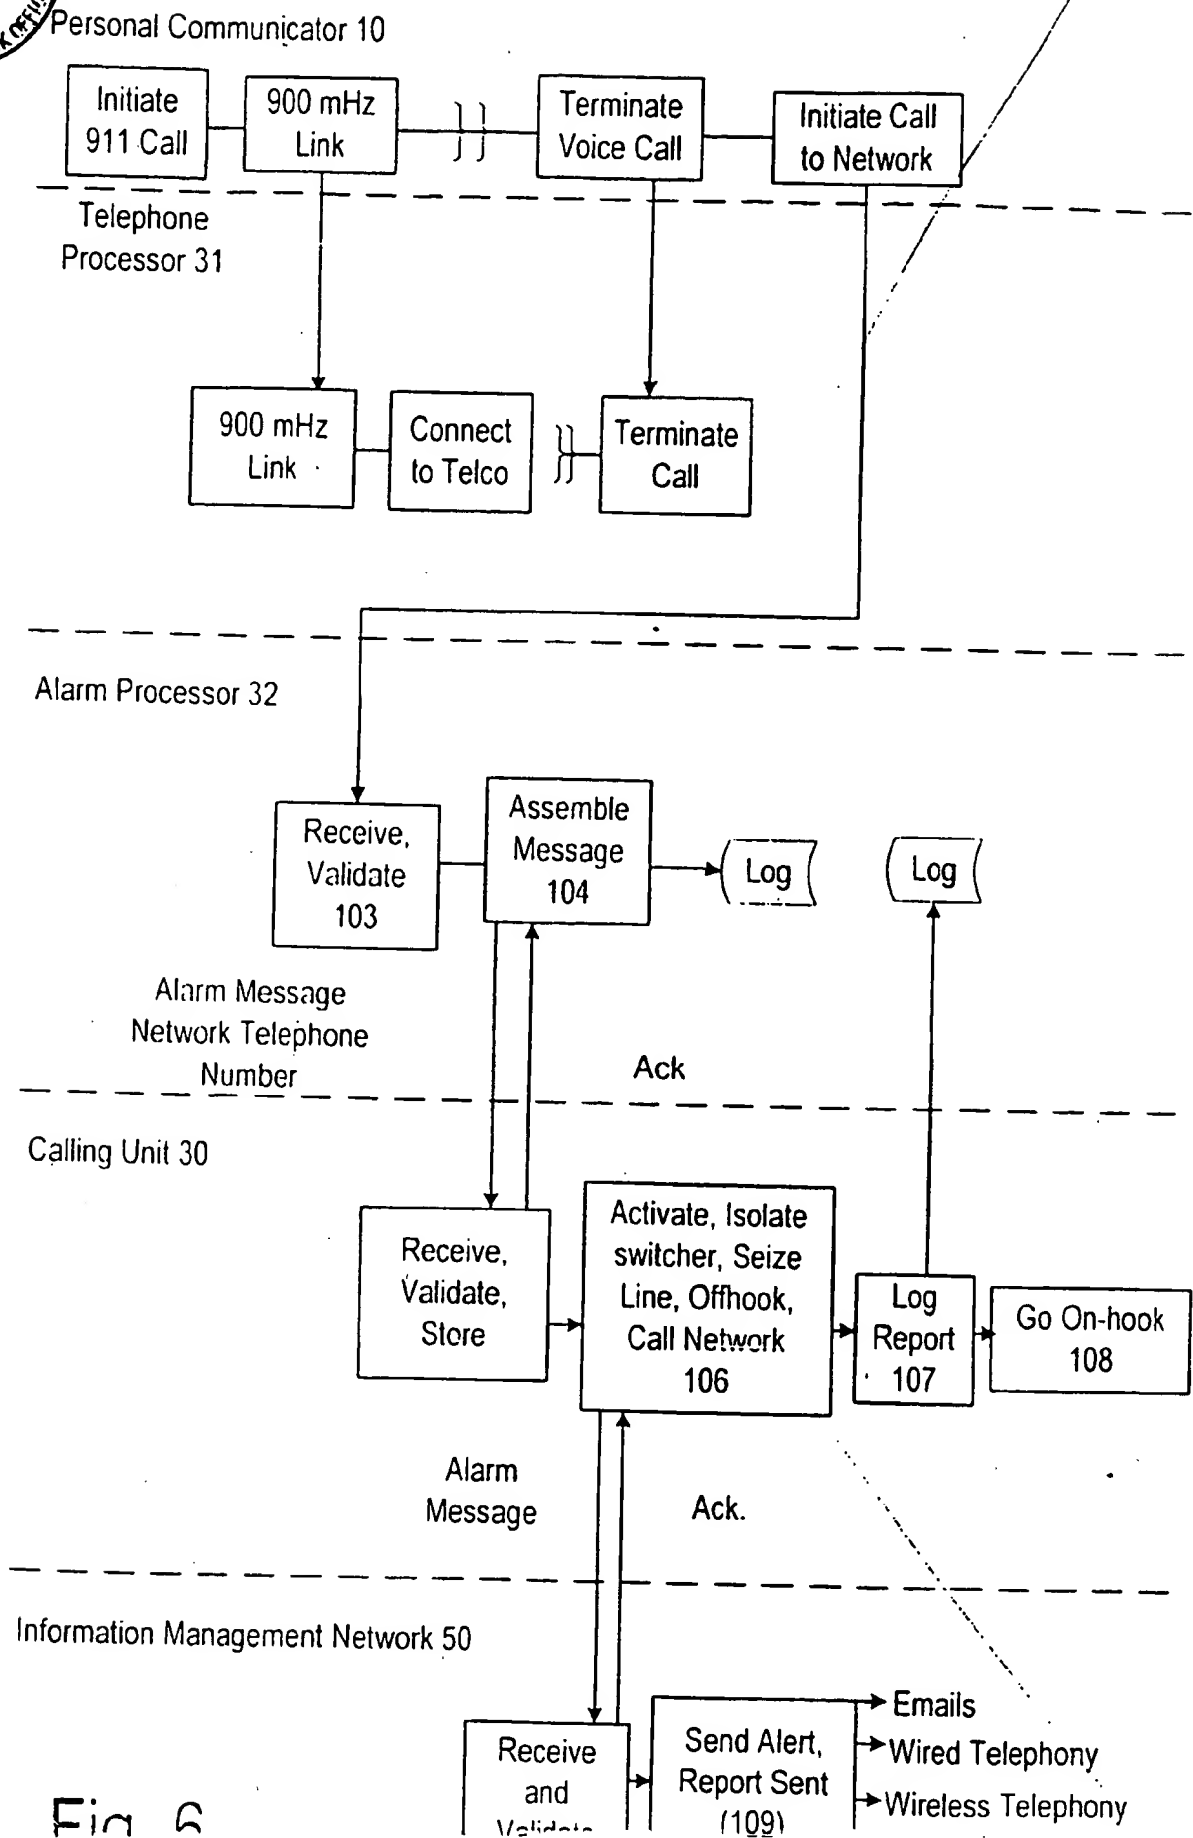 Personal Communicator 10
Initiate
911 Call
900 mHz
Link
Terminate
Voice Call
Initiate Call
to Network
Telephone
Processor 31
900 mHz
Link
Connect
to Telco
Terminate
Call
Alarm Processor 32
Receive,
Validate
103
Assemble
Message
104
Log
Log
Alarm Message
Network Telephone
Number
Ack
Calling Unit 30
Receive,
Validate,
Store
Activate, Isolate
switcher, Seize
Line, Offhook,
Call Network
106
Log
Report
107
Go On-hook
108
Alarm
Message
Ack.
Information Management Network 50
Receive
and
Validate
Send Alert,
Report Sent
(109)
Emails
Wired Telephony
Wireless Telephony
Fig 6